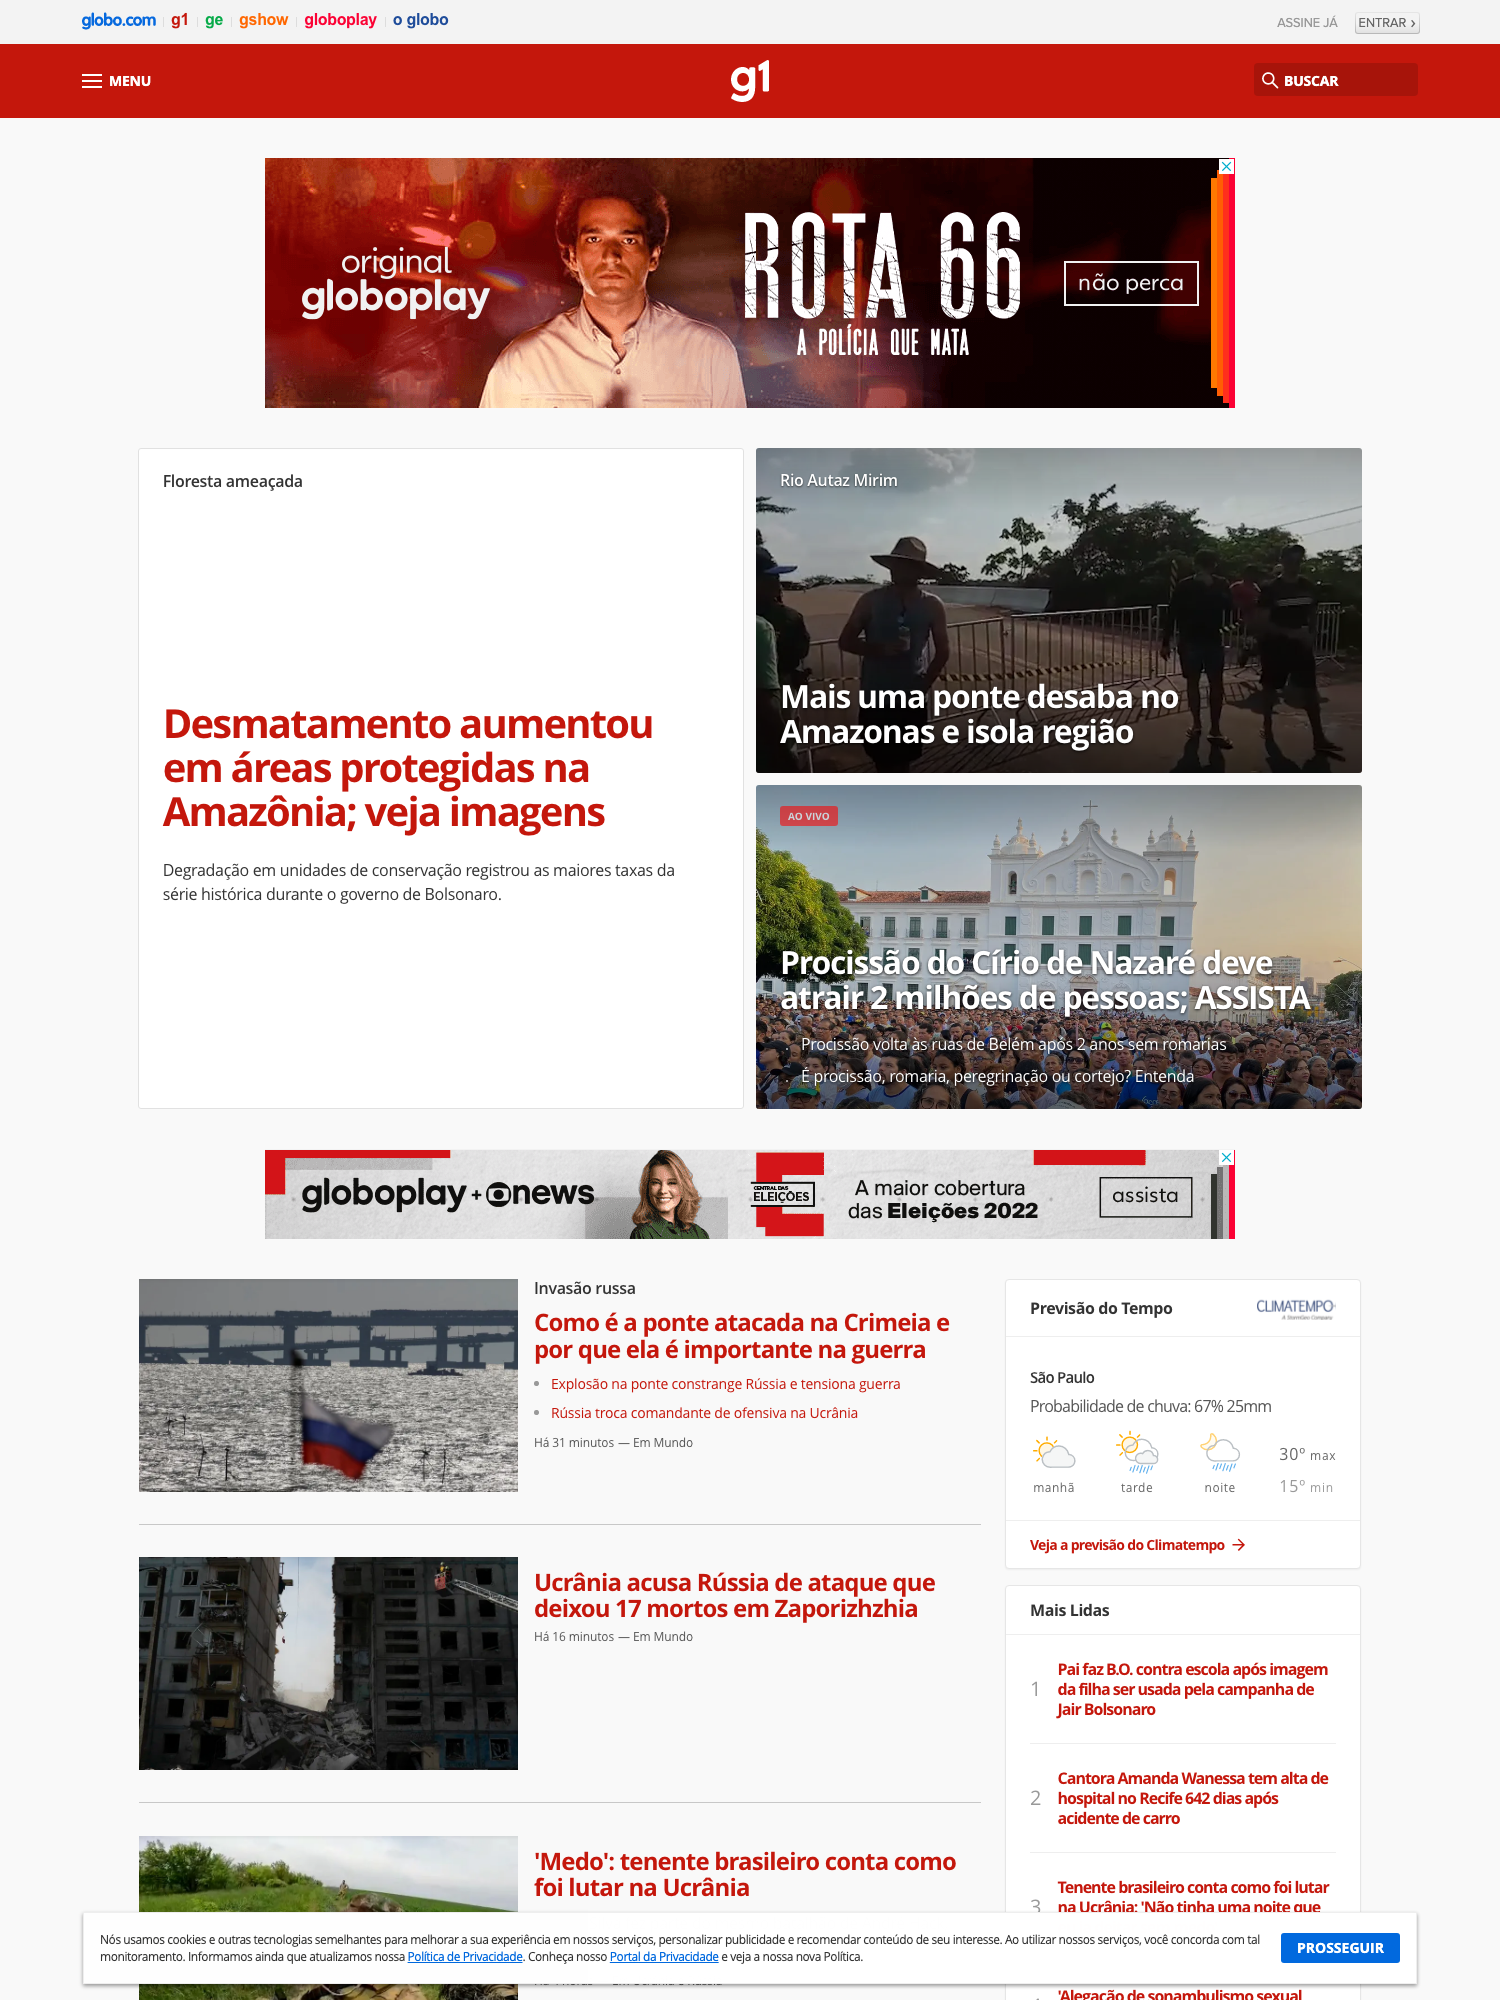 globo.com g1 ge gshow globoplay o globo
ASSINE JÁ ENTRAR ›
MENU
g1
BUSCAR
original
globoplay
ROTA 66
A POLÍCIA QUE MATA
não perca
Floresta ameaçada
Desmatamento aumentou
em áreas protegidas na
Amazônia; veja imagens
Degradação em unidades de conservação registrou as maiores taxas da
série histórica durante o governo de Bolsonaro.
Rio Autaz Mirim
Mais uma ponte desaba no
Amazonas e isola região
AO VIVO
Procissão do Círio de Nazaré deve
atrair 2 milhões de pessoas; ASSISTA
Procissão volta às ruas de Belém após 2 anos sem romarias
É procissão, romaria, peregrinação ou cortejo? Entenda
globoplay + news
CENTRAL DAS
ELEIÇÕES
A maior cobertura
das Eleições 2022
assista
Invasão russa
Como é a ponte atacada na Crimeia e
por que ela é importante na guerra
Explosão na ponte constrange Rússia e tensiona guerra
Rússia troca comandante de ofensiva na Ucrânia
Há 31 minutos — Em Mundo
Ucrânia acusa Rússia de ataque que
deixou 17 mortos em Zaporizhzhia
Há 16 minutos — Em Mundo
'Medo': tenente brasileiro conta como
foi lutar na Ucrânia
Previsão do Tempo
CLIMATEMPO
São Paulo
Probabilidade de chuva: 67% 25mm
30º max
15º min
manhã tarde noite
Veja a previsão do Climatempo
Mais Lidas
1
Pai faz B.O. contra escola após imagem
da filha ser usada pela campanha de
Jair Bolsonaro
2
Cantora Amanda Wanessa tem alta de
hospital no Recife 642 dias após
acidente de carro
3
Tenente brasileiro conta como foi lutar
na Ucrânia: 'Não tinha uma noite que
Nós usamos cookies e outras tecnologias semelhantes para melhorar a sua experiência em nossos serviços, personalizar publicidade e recomendar conteúdo de seu interesse. Ao utilizar nossos serviços, você concorda com tal
monitoramento. Informamos ainda que atualizamos nossa Política de Privacidade. Conheça nosso Portal da Privacidade e veja a nossa nova Política.
PROSSEGUIR
'Alegação de sonambulismo sexual